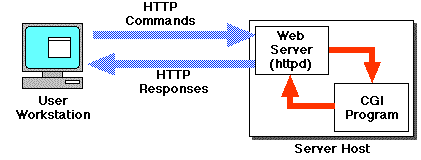 HTTP
Commands
Web
Server
(httpd)
HTTP
Responses
User
Workstation
CGI
Program
Server Host